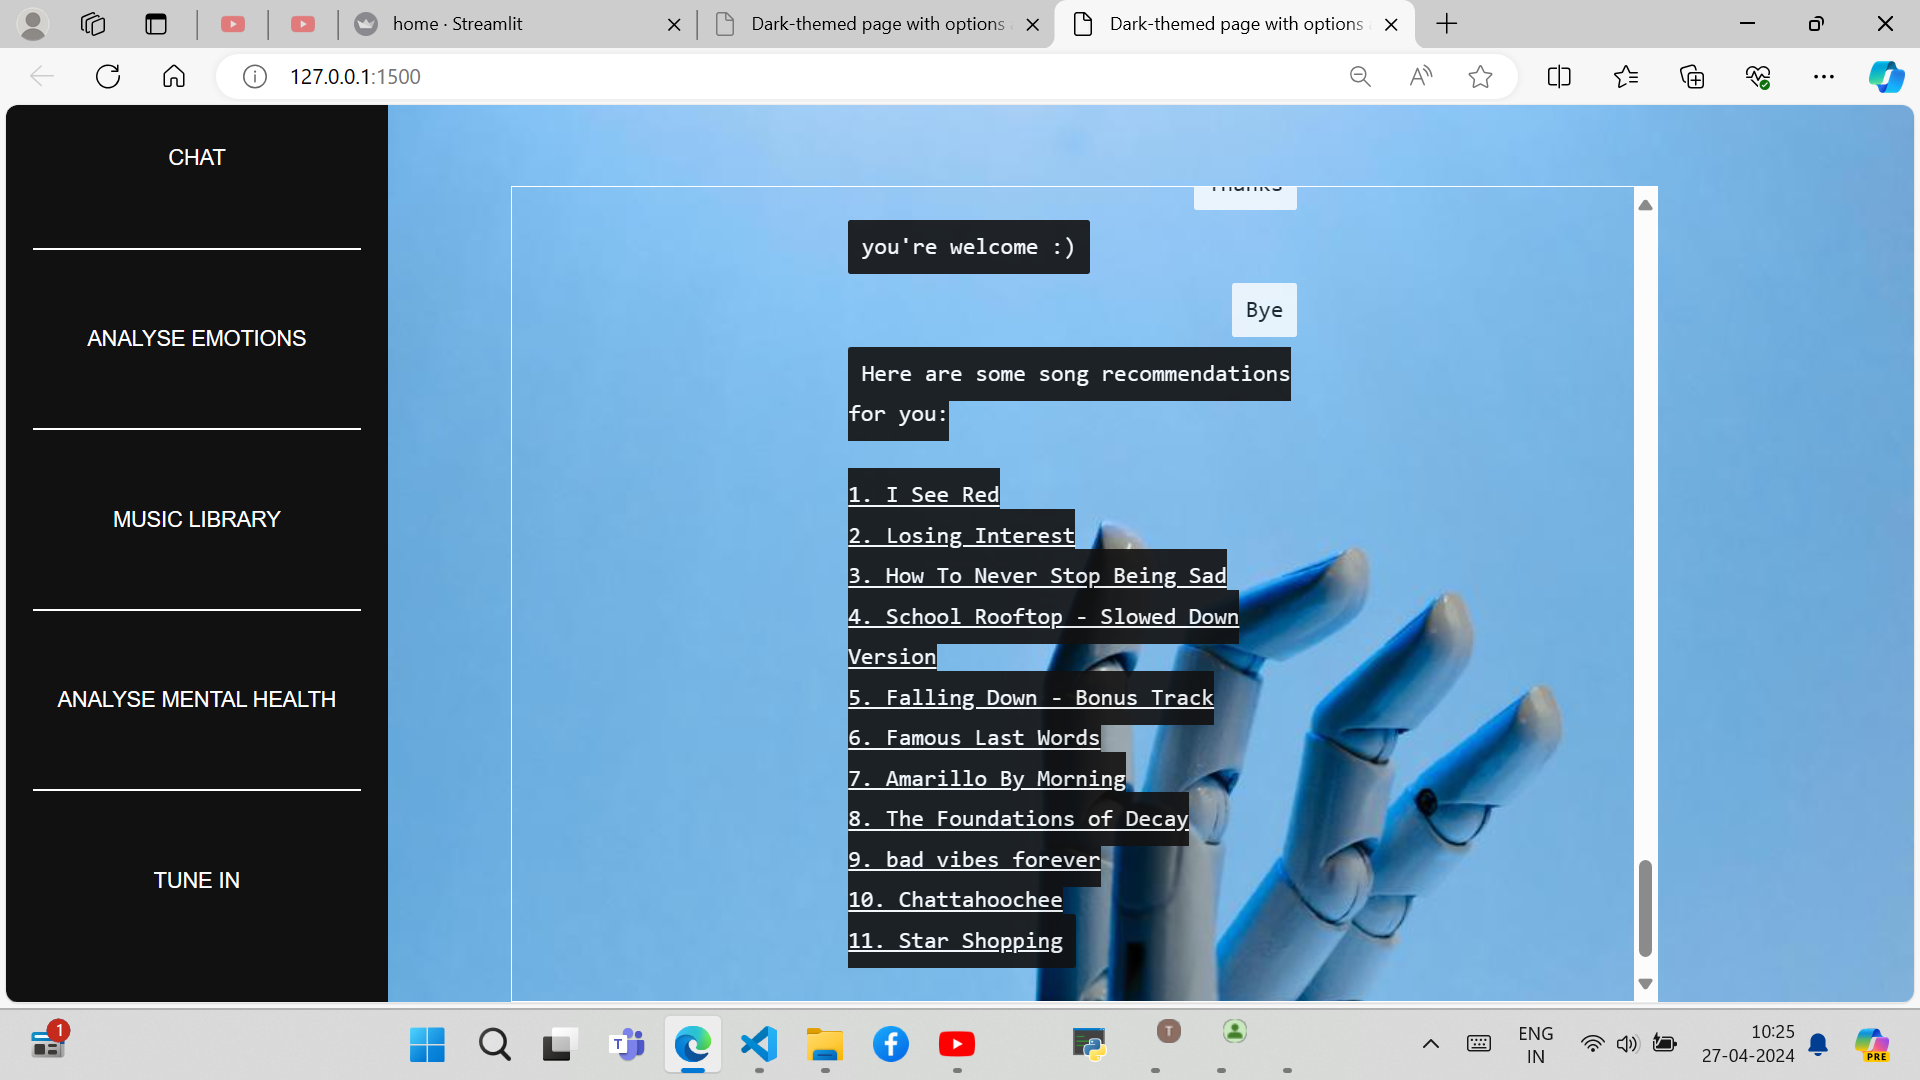 home · Streamlit
Dark-themed page with options
Dark-themed page with options
127.0.0.1:1500
CHAT
ANALYSE EMOTIONS
MUSIC LIBRARY
ANALYSE MENTAL HEALTH
TUNE IN
Thanks
you're welcome :)
Bye
Here are some song recommendations
for you:
1. I See Red
2. Losing Interest
3. How To Never Stop Being Sad
4. School Rooftop - Slowed Down
Version
5. Falling Down - Bonus Track
6. Famous Last Words
7. Amarillo By Morning
8. The Foundations of Decay
9. bad vibes forever
10. Chattahoochee
11. Star Shopping
1
T
T
ENG
IN
10:25
27-04-2024
PRE